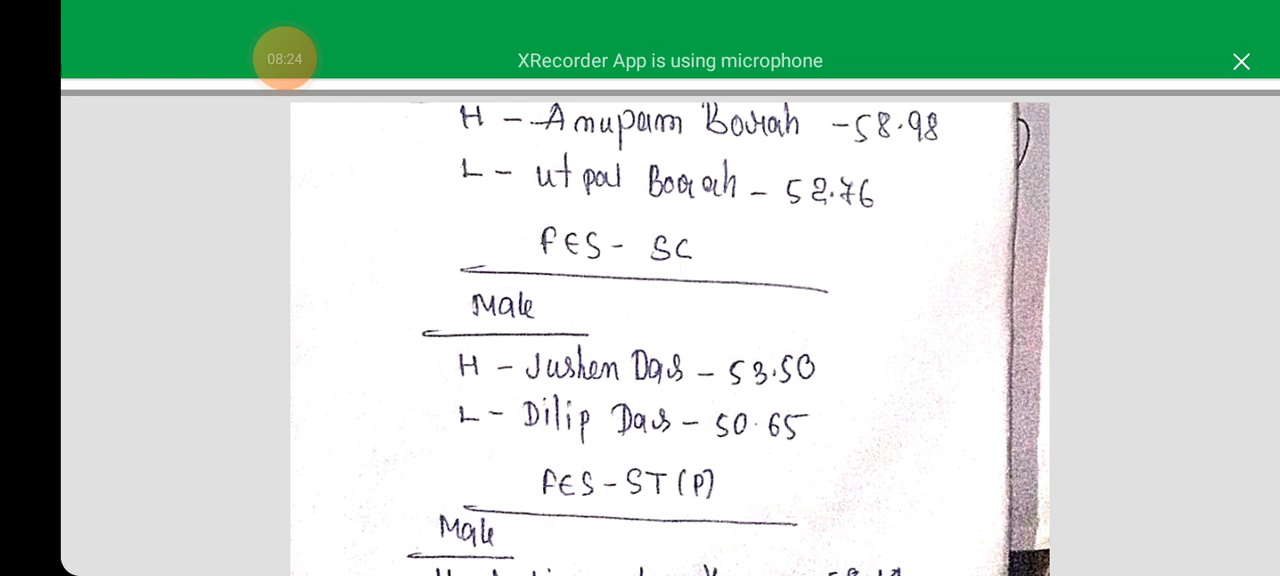 08:24
XRecorder App is using microphone
H - Anupam Borah - 58.98
L - Utpal Borah - 52.76
FES - SC
Male
H - Jushen Das - 53.50
L - Dilip Das - 50.65
FES - ST (P)
Male